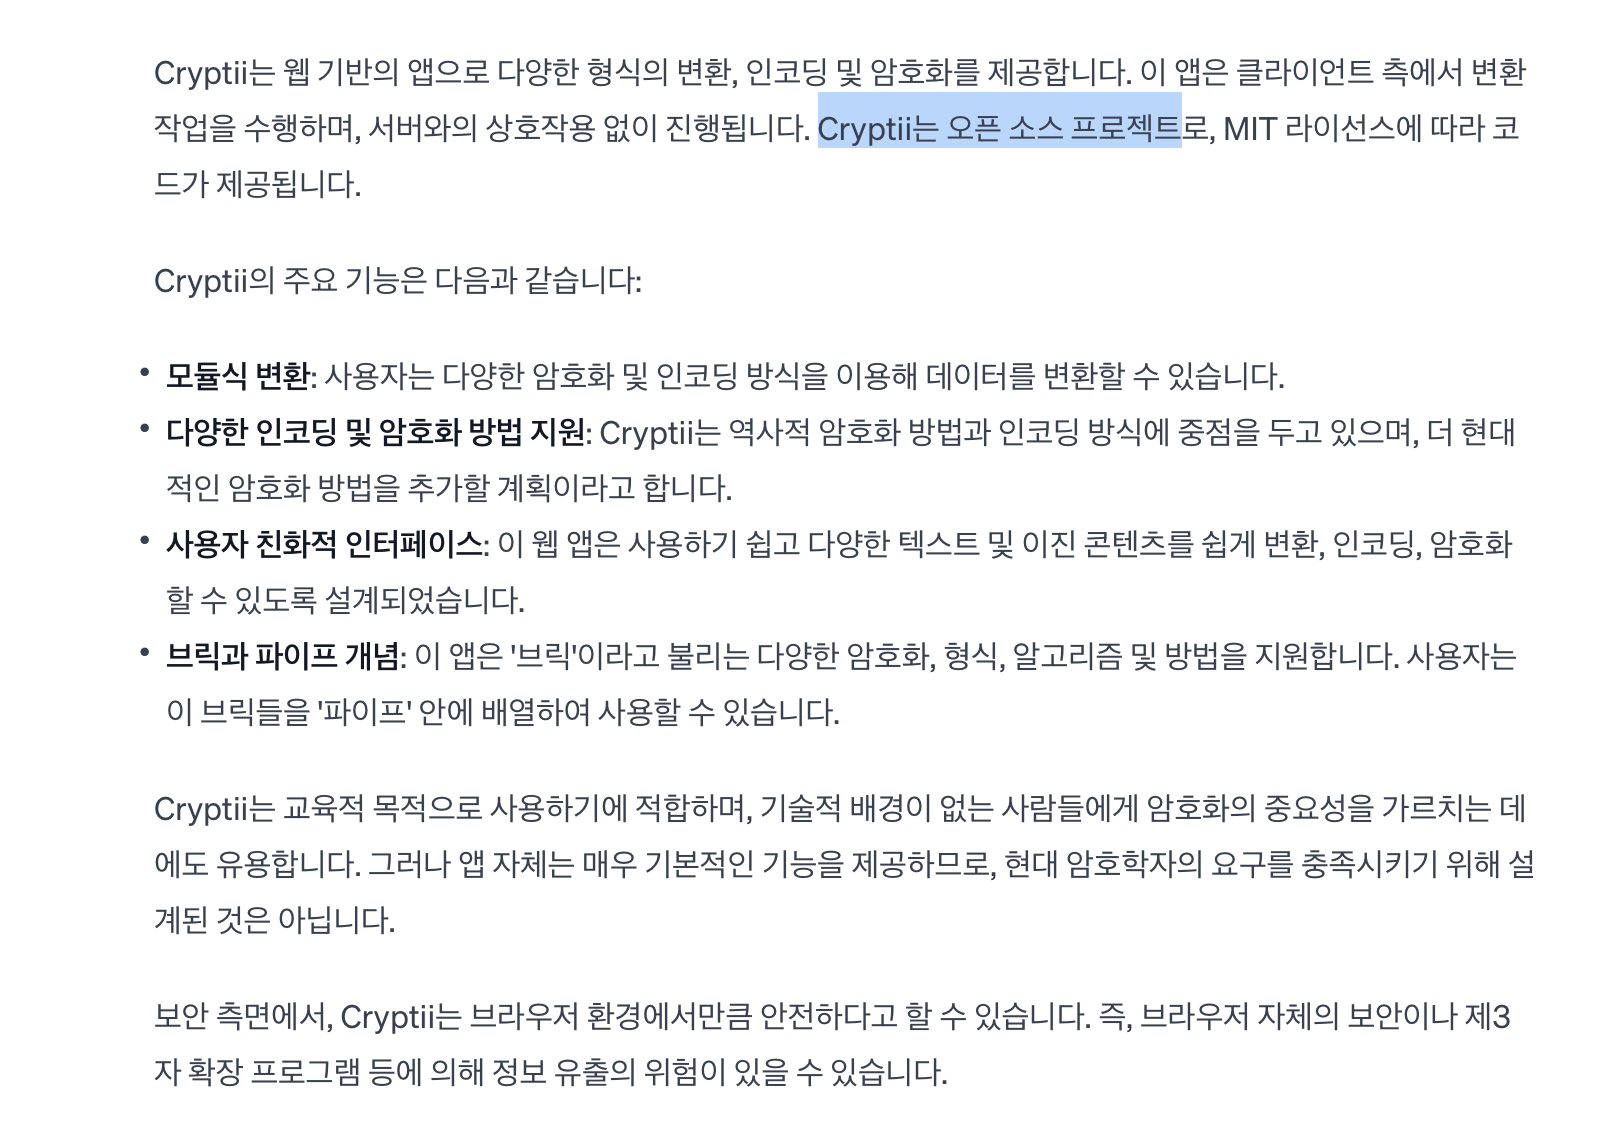 Cryptii는 웹 기반의 앱으로 다양한 형식의 변환, 인코딩 및 암호화를 제공합니다. 이 앱은 클라이언트 측에서 변환
작업을 수행하며, 서버와의 상호작용 없이 진행됩니다. Cryptii는 오픈 소스 프로젝트로, MIT 라이선스에 따라 코
드가 제공됩니다.
Cryptii의 주요 기능은 다음과 같습니다:
• 모듈식 변환: 사용자는 다양한 암호화 및 인코딩 방식을 이용해 데이터를 변환할 수 있습니다.
• 다양한 인코딩 및 암호화 방법 지원: Cryptii는 역사적 암호화 방법과 인코딩 방식에 중점을 두고 있으며, 더 현대
적인 암호화 방법을 추가할 계획이라고 합니다.
• 사용자 친화적 인터페이스: 이 웹 앱은 사용하기 쉽고 다양한 텍스트 및 이진 콘텐츠를 쉽게 변환, 인코딩, 암호화
할 수 있도록 설계되었습니다.
• 브릭과 파이프 개념: 이 앱은 '브릭'이라고 불리는 다양한 암호화, 형식, 알고리즘 및 방법을 지원합니다. 사용자는
이 브릭들을 '파이프' 안에 배열하여 사용할 수 있습니다.
Cryptii는 교육적 목적으로 사용하기에 적합하며, 기술적 배경이 없는 사람들에게 암호화의 중요성을 가르치는 데
에도 유용합니다. 그러나 앱 자체는 매우 기본적인 기능을 제공하므로, 현대 암호학자의 요구를 충족시키기 위해 설
계된 것은 아닙니다.
보안 측면에서, Cryptii는 브라우저 환경에서만큼 안전하다고 할 수 있습니다. 즉, 브라우저 자체의 보안이나 제3
자 확장 프로그램 등에 의해 정보 유출의 위험이 있을 수 있습니다.